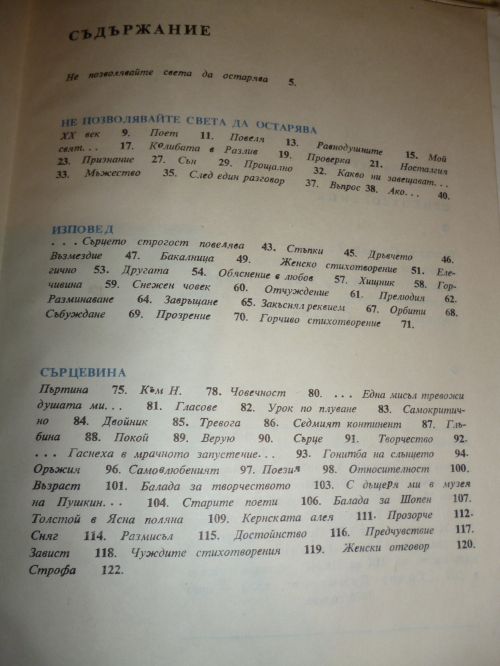 СЪДЪРЖАНИЕ
Не позволявайте света да остарява 5.
НЕ ПОЗВОЛЯВАЙТЕ СВЕТА ДА ОСТАРЯВА
XX век 9. Поет 11. Повеля 13. Равнодушните 15. Мой
свят... 17. Колибата в Разлив 19. Проверка 21. Носталгия
23. Признание 27. Сън 29. Прощално 32. Какво ни завещават...
33. Мъжество 35. След един разговор 37. Въпрос 38. Ако... 40.
ИЗПОВЕД
...Сърцето строгост повелява 43. Стъпки 45. Дръвчето 46.
Възмездие 47. Бакалница 49. Женско стихотворение 51. Еле-
гично 53. Другата 54. Обяснение в любов 57. Хищник 58. Гор-
чивина 59. Снежен човек 60. Отчуждение 61. Прелюдия 62.
Разминаване 64. Завръщане 65. Закъснял реквием 67. Орбити 68.
Събуждане 69. Прозрение 70. Горчиво стихотворение 71.
СЪРЦЕВИНА
Пъртина 75. Към Н. 78. Човечност 80. ... Една мисъл тревожи
душата ми... 81. Гласове 82. Урок по плуване 83. Самокритич-
но 84. Двойник 85. Тревога 86. Седмият континент 87. Глъ-
бина 88. Покой 89. Верую 90. Сърце 91. Творчество 92.
...Гаснеха в мрачното запустение... 93. Гонитба на слънцето 94.
Оръжия 96. Самовлюбеният 97. Поезия 98. Относителност 100.
Възраст 101. Балада за творчеството 103. С дъщеря ми в музея
на Пушкин... 104. Старите поети 106. Балада за Шопен 107.
Толстой в Ясна поляна 109. Кернската алея 111. Прозорче
Сняг 114. Размисъл 115. Достойнство 116. Предчувствие 117.
Завист 118. Чуждите стихотворения 119. Женски отговор 120.
Строфа 122.